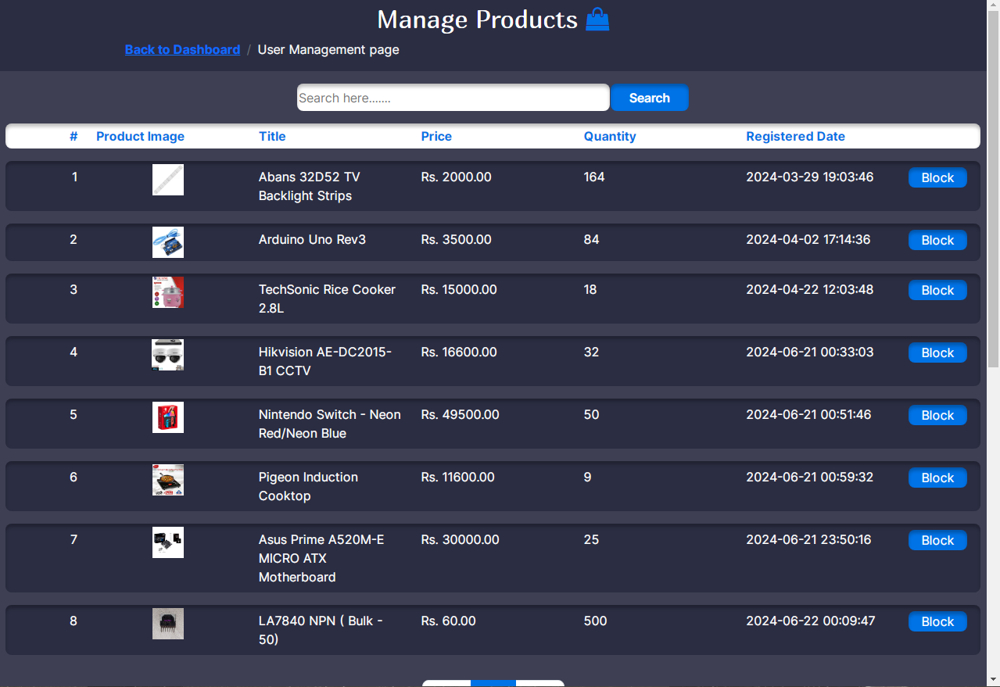 Manage Products
Back to Dashboard / User Management page
Search here....... Search
# Product Image Title Price Quantity Registered Date
1 Abans 32D52 TV Rs. 2000.00 164 2024-03-29 19:03:46 Block
Backlight Strips
2 Arduino Uno Rev3 Rs. 3500.00 84 2024-04-02 17:14:36 Block
3 TechSonic Rice Cooker Rs. 15000.00 18 2024-04-22 12:03:48 Block
2.8L
4 Hikvision AE-DC2015- Rs. 16600.00 32 2024-06-21 00:33:03 Block
B1 CCTV
5 Nintendo Switch - Neon Rs. 49500.00 50 2024-06-21 00:51:46 Block
Red/Neon Blue
6 Pigeon Induction Rs. 11600.00 9 2024-06-21 00:59:32 Block
Cooktop
7 Asus Prime A520M-E Rs. 30000.00 25 2024-06-21 23:50:16 Block
MICRO ATX
Motherboard
8 LA7840 NPN ( Bulk - Rs. 60.00 500 2024-06-22 00:09:47 Block
50)